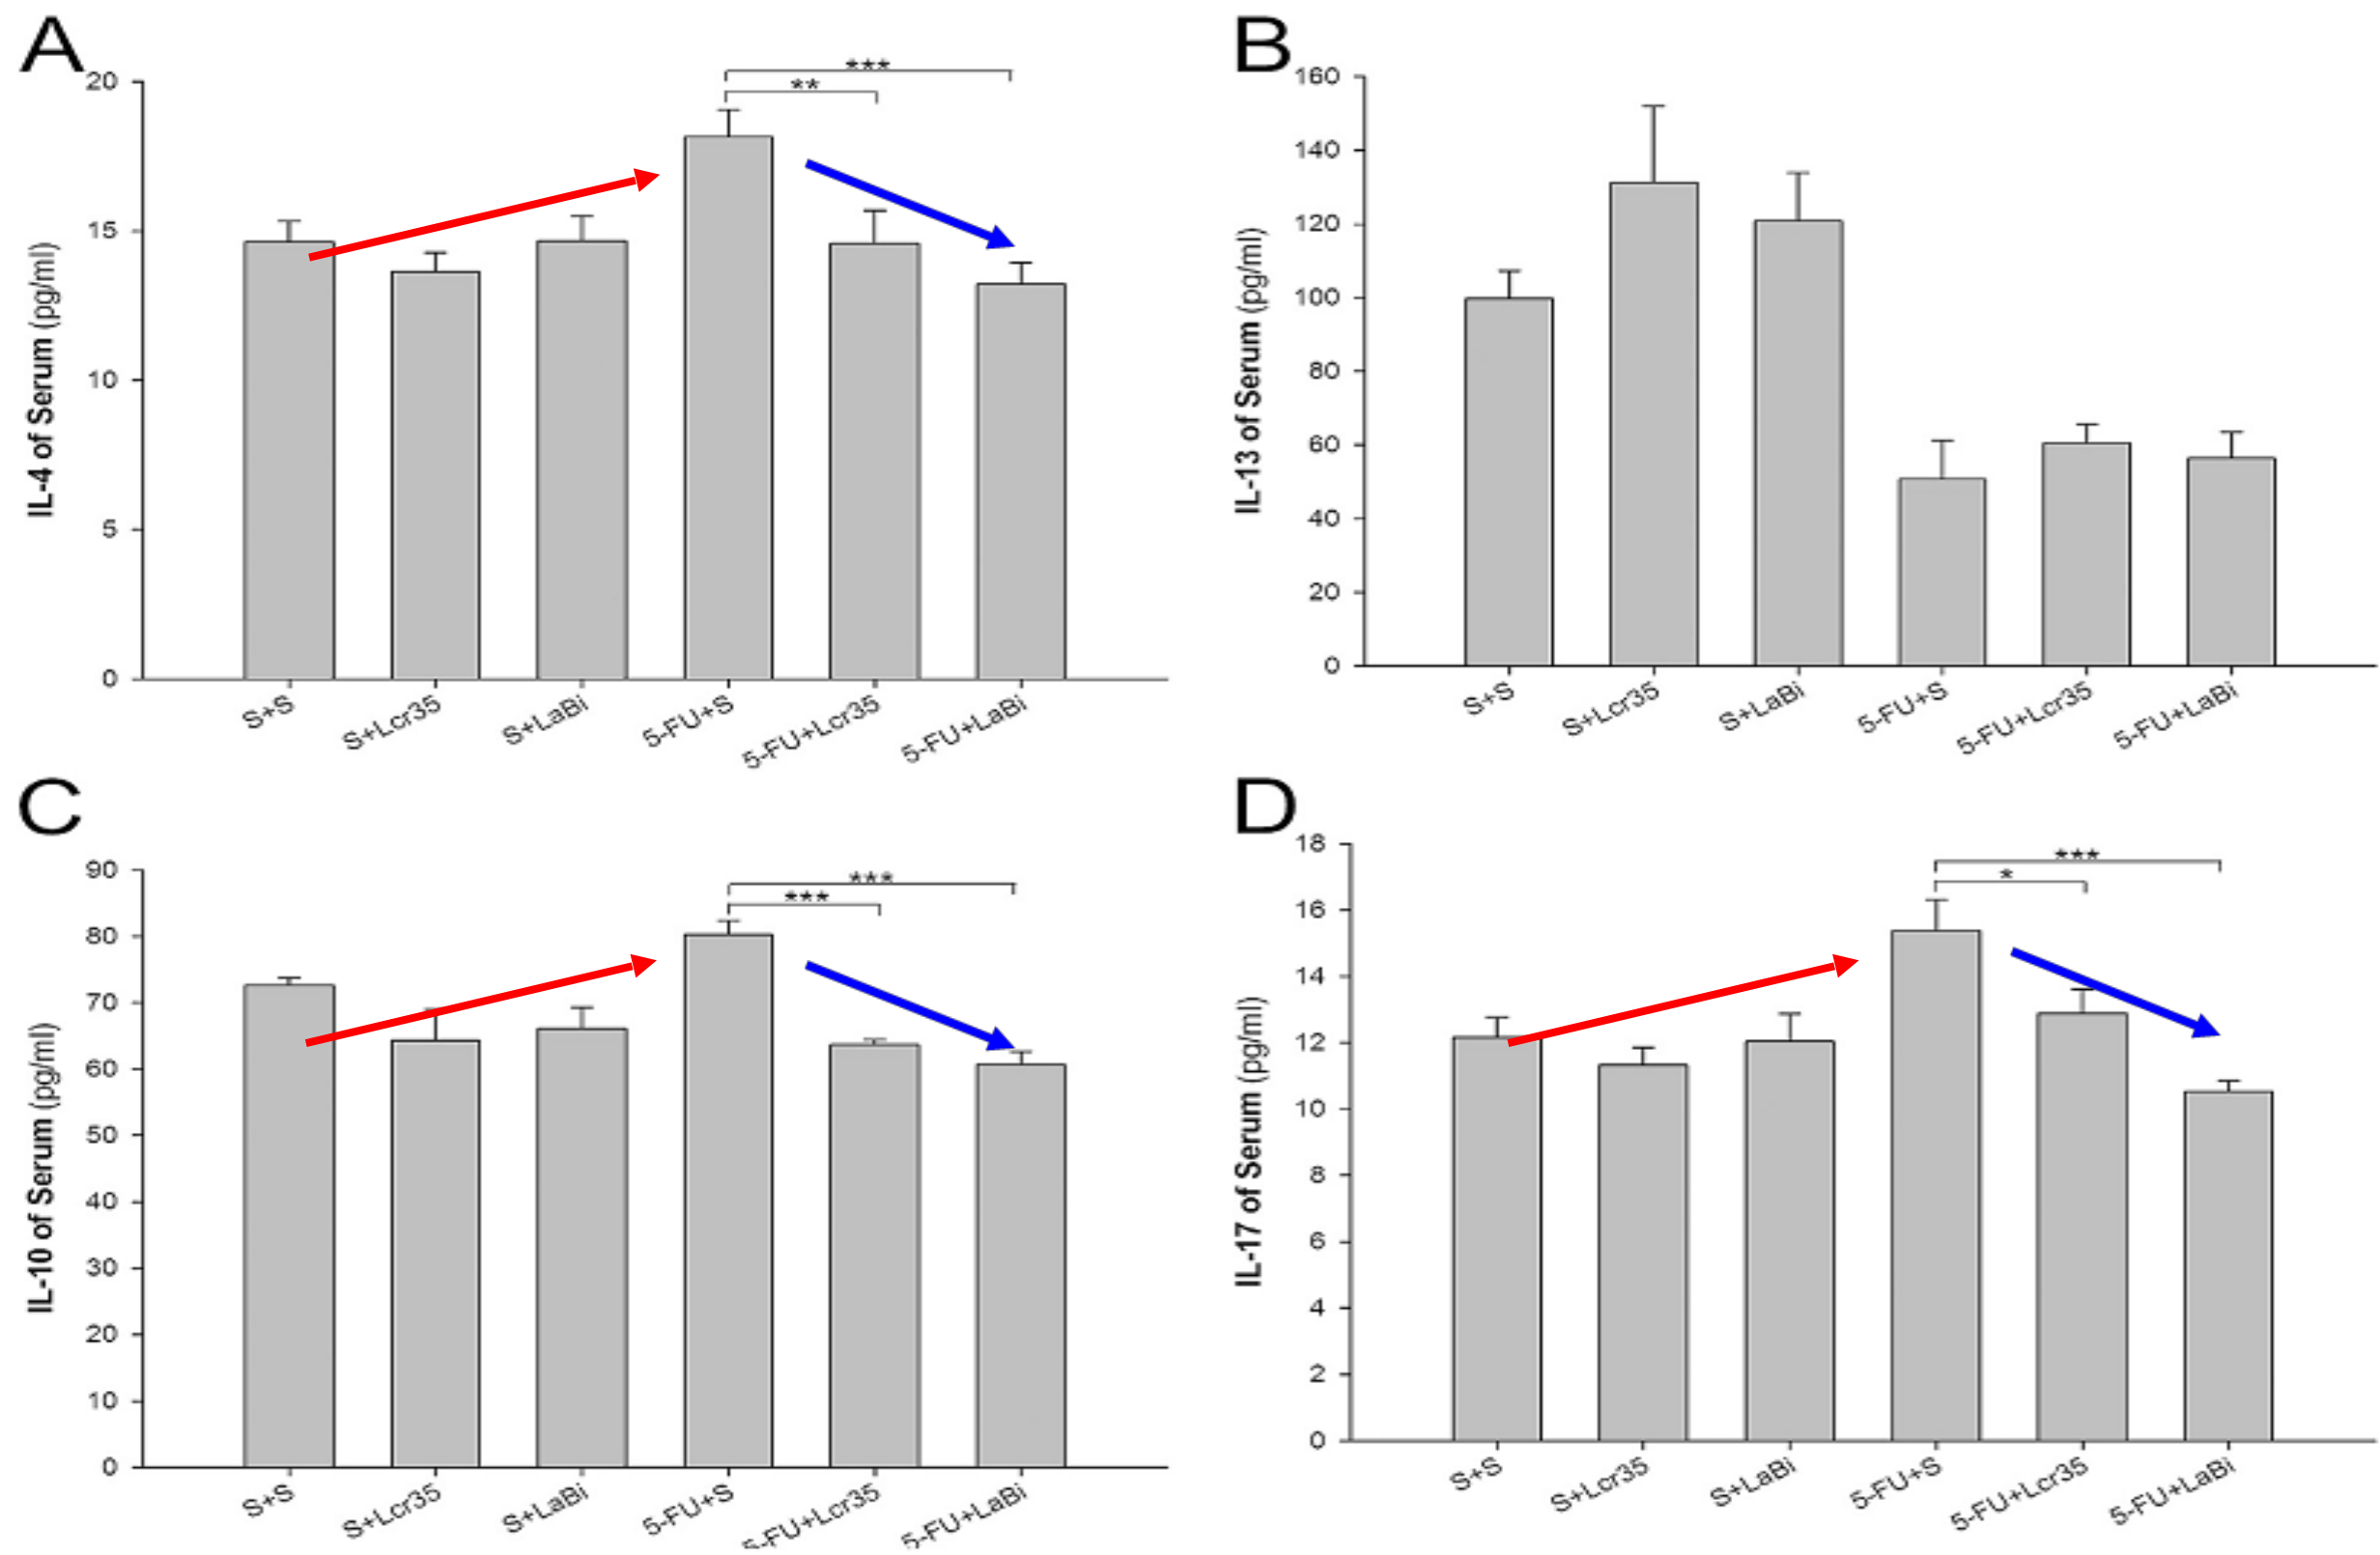 A
***
**
20
15
10
5
0
IL-4 of Serum (pg/ml)
S+S
S+Lcr35
S+LaBi
5-FU+S
5-FU+Lcr35
5-FU+LaBi
B
160
140
120
100
80
60
40
20
0
IL-13 of Serum (pg/ml)
S+S
S+Lcr35
S+LaBi
5-FU+S
5-FU+Lcr35
5-FU+LaBi
C
***
***
90
80
70
60
50
40
30
20
10
0
IL-10 of Serum (pg/ml)
S+S
S+Lcr35
S+LaBi
5-FU+S
5-FU+Lcr35
5-FU+LaBi
D
***
*
18
16
14
12
10
8
6
4
2
0
IL-17 of Serum (pg/ml)
S+S
S+Lcr35
S+LaBi
5-FU+S
5-FU+Lcr35
5-FU+LaBi